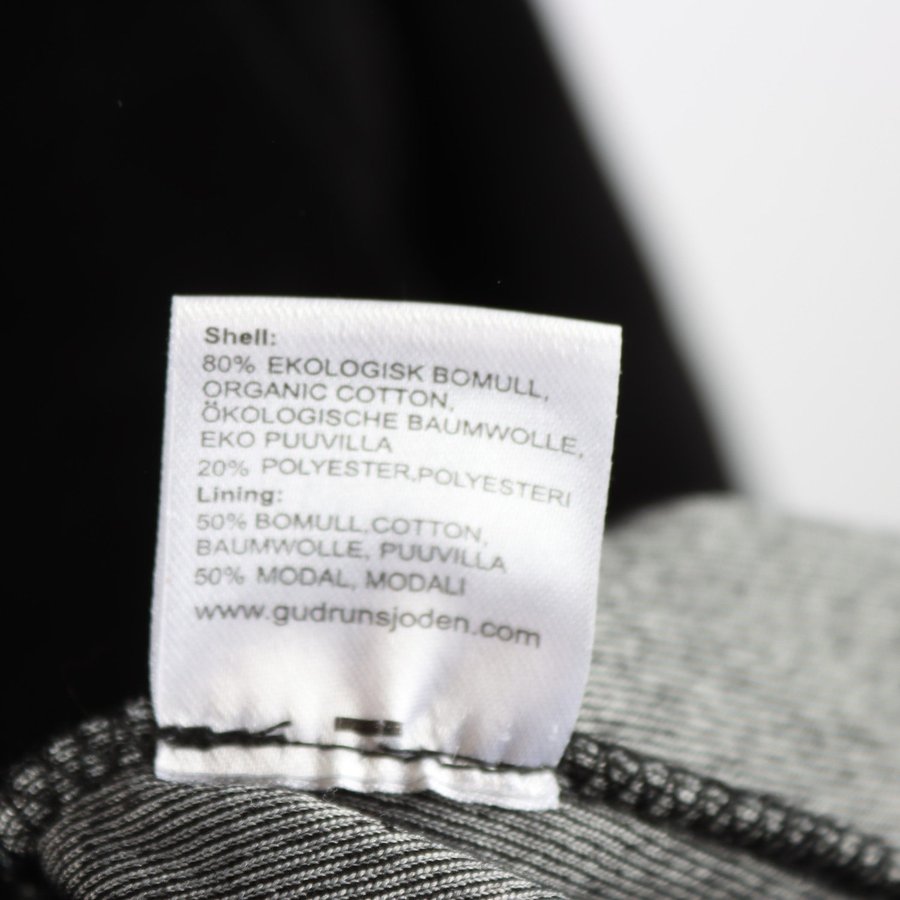 Shell:
80% EKOLOGISK BOMULL,
ORGANIC COTTON,
ÖKOLOGISCHE BAUMWOLLE,
EKO PUUVILLA
20% POLYESTER,POLYESTERI
Lining:
50% BOMULL,COTTON,
BAUMWOLLE, PUUVILLA
50% MODAL, MODALI
www.gudrunsjoden.com